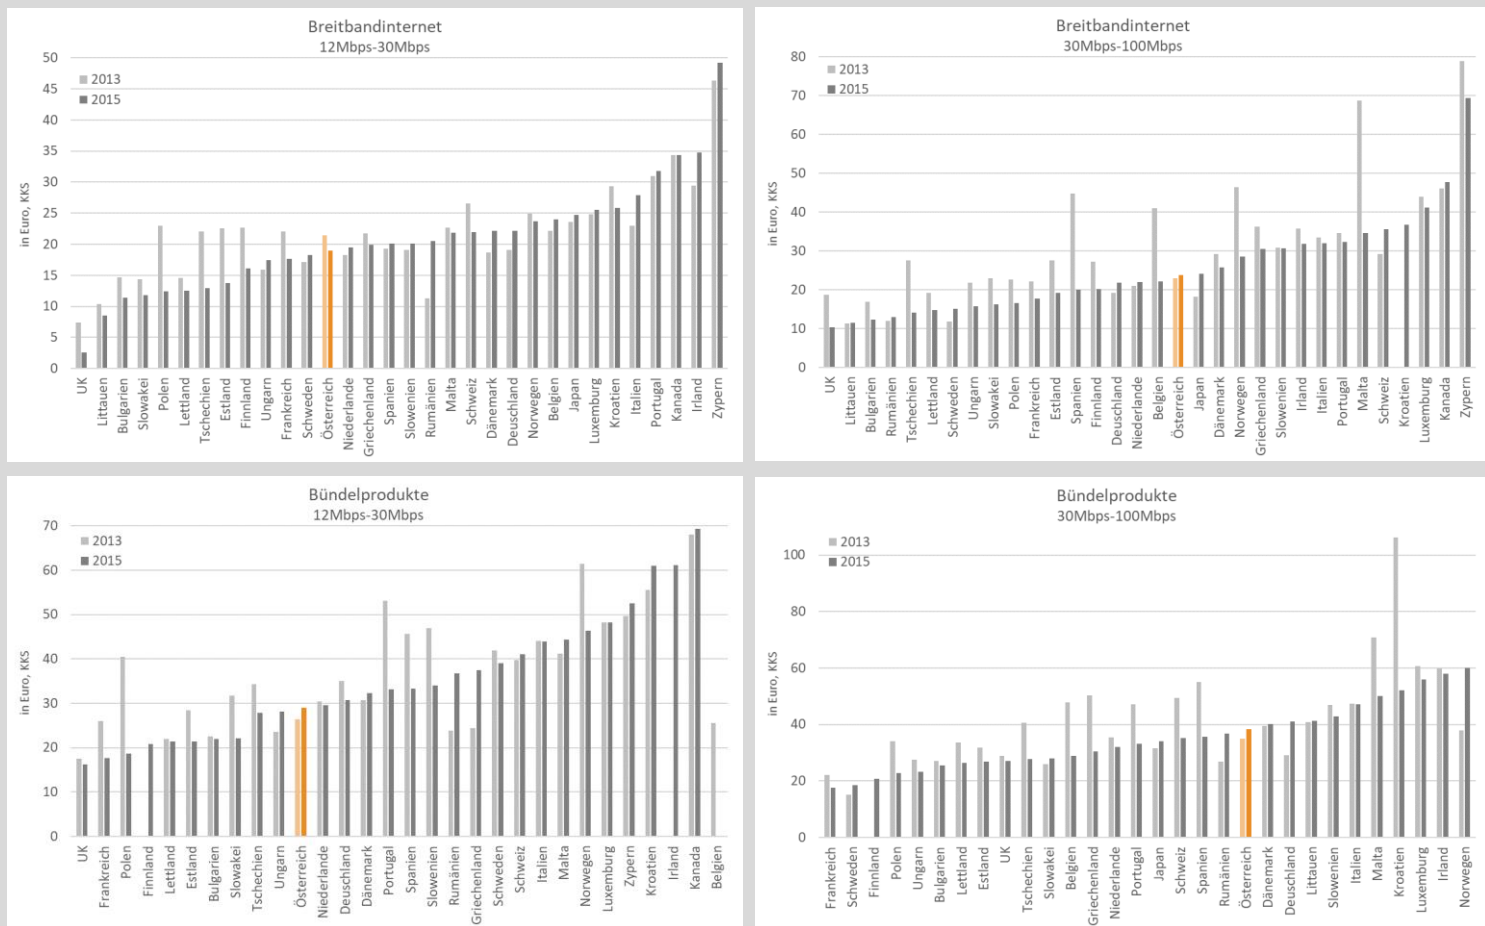 Breitbandinternet
12Mbps-30Mbps
in Euro, KKS
50
45
40
35
30
25
20
15
10
5
0
2013
2015
UK
Littauen
Bulgarien
Slowakei
Polen
Lettland
Tschechien
Estland
Finnland
Ungarn
Frankreich
Schweden
Österreich
Niederlande
Griechenland
Spanien
Slowenien
Rumänien
Malta
Schweiz
Dänemark
Deuschland
Norwegen
Belgien
Japan
Luxemburg
Kroatien
Italien
Portugal
Kanada
Irland
Zypern
Breitbandinternet
30Mbps-100Mbps
in Euro, KKS
80
70
60
50
40
30
20
10
0
2013
2015
UK
Littauen
Bulgarien
Rumänien
Tschechien
Lettland
Schweden
Ungarn
Slowakei
Polen
Frankreich
Estland
Spanien
Finnland
Deuschland
Niederlande
Belgien
Österreich
Japan
Dänemark
Norwegen
Griechenland
Slowenien
Irland
Italien
Portugal
Malta
Schweiz
Kroatien
Luxemburg
Kanada
Zypern
Bündelprodukte
12Mbps-30Mbps
in Euro, KKS
70
60
50
40
30
20
10
0
2013
2015
UK
Frankreich
Polen
Finnland
Lettland
Estland
Bulgarien
Slowakei
Tschechien
Ungarn
Österreich
Niederlande
Deuschland
Dänemark
Portugal
Spanien
Slowenien
Rumänien
Griechenland
Schweden
Schweiz
Italien
Malta
Norwegen
Luxemburg
Zypern
Kroatien
Irland
Kanada
Belgien
Bündelprodukte
30Mbps-100Mbps
in Euro, KKS
100
80
60
40
20
0
2013
2015
Frankreich
Schweden
Finnland
Polen
Ungarn
Bulgarien
Lettland
Estland
UK
Tschechien
Slowakei
Belgien
Griechenland
Niederlande
Portugal
Japan
Schweiz
Spanien
Rumänien
Österreich
Dänemark
Deuschland
Littauen
Slowenien
Italien
Malta
Kroatien
Luxemburg
Irland
Norwegen